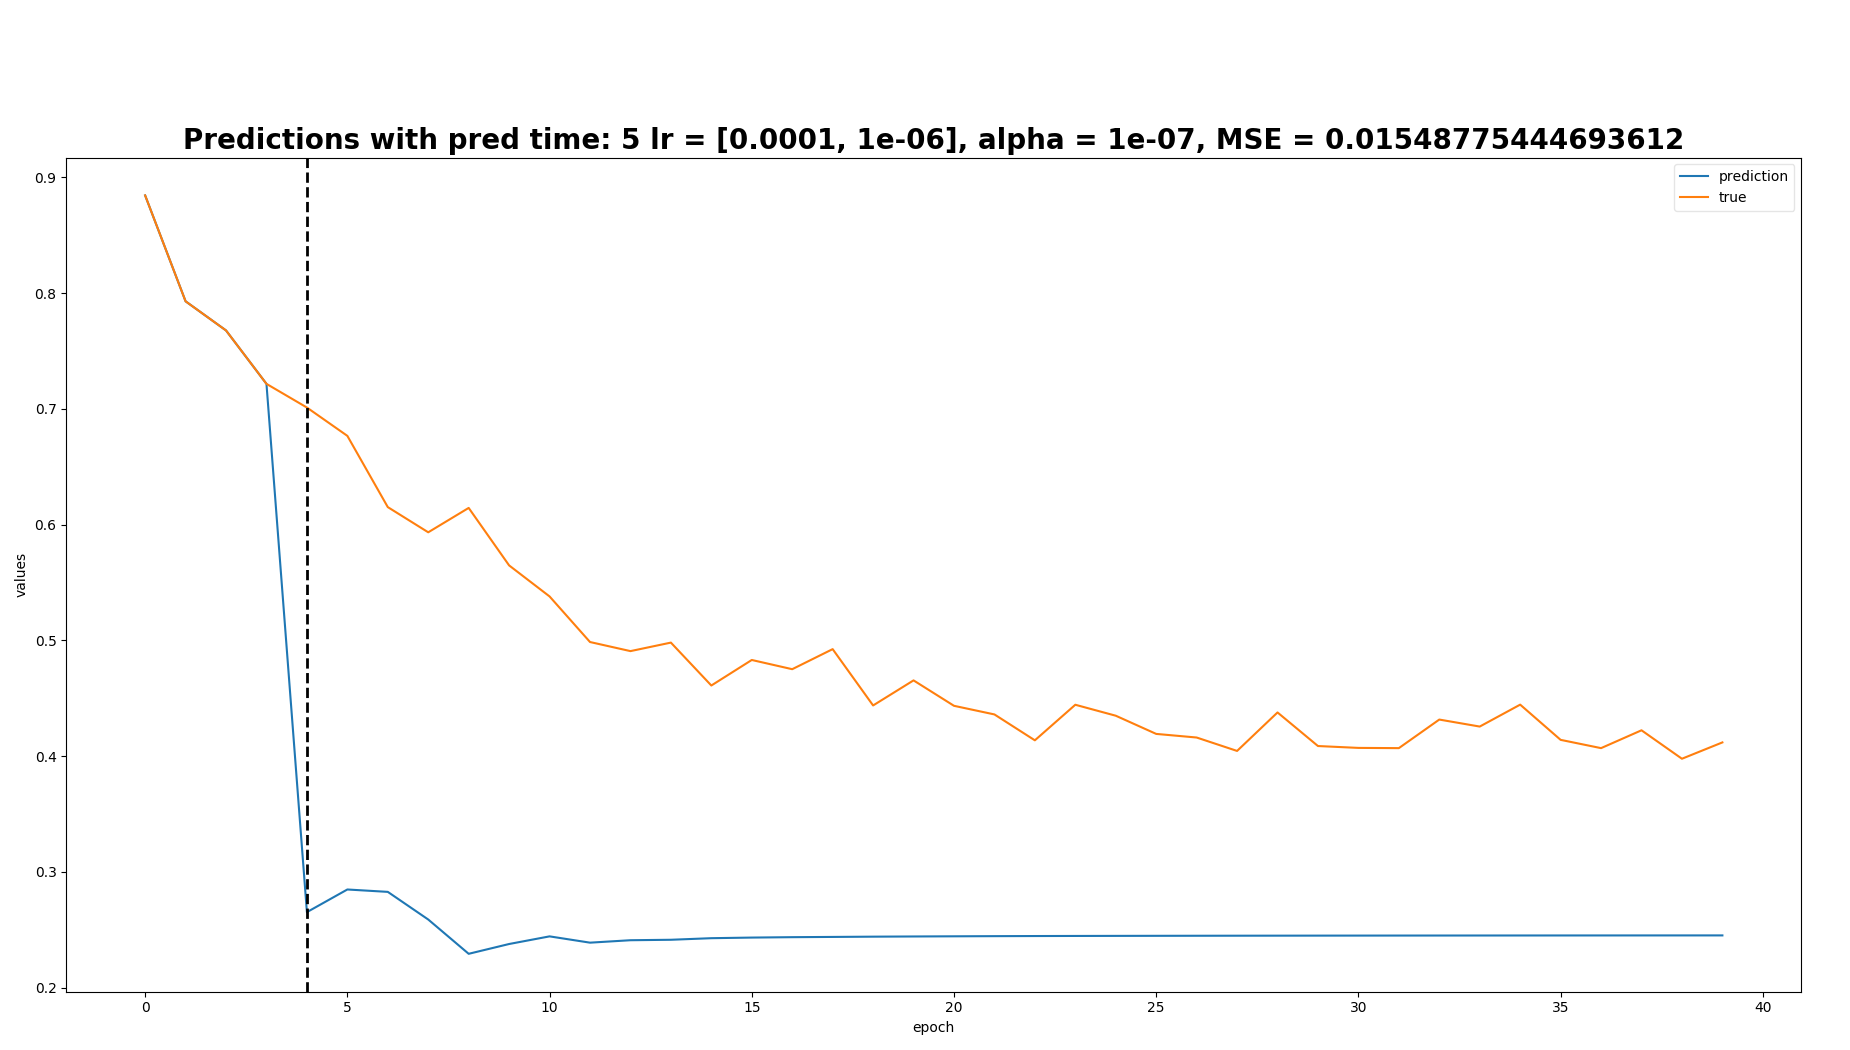 Predictions with pred time: 5 lr = [0.0001, 1e-06], alpha = 1e-07, MSE = 0.01548775444693612
prediction
true
0.9
0.8
0.7
0.6
0.5
0.4
0.3
0.2
values
0 5 10 15 20 25 30 35 40
epoch